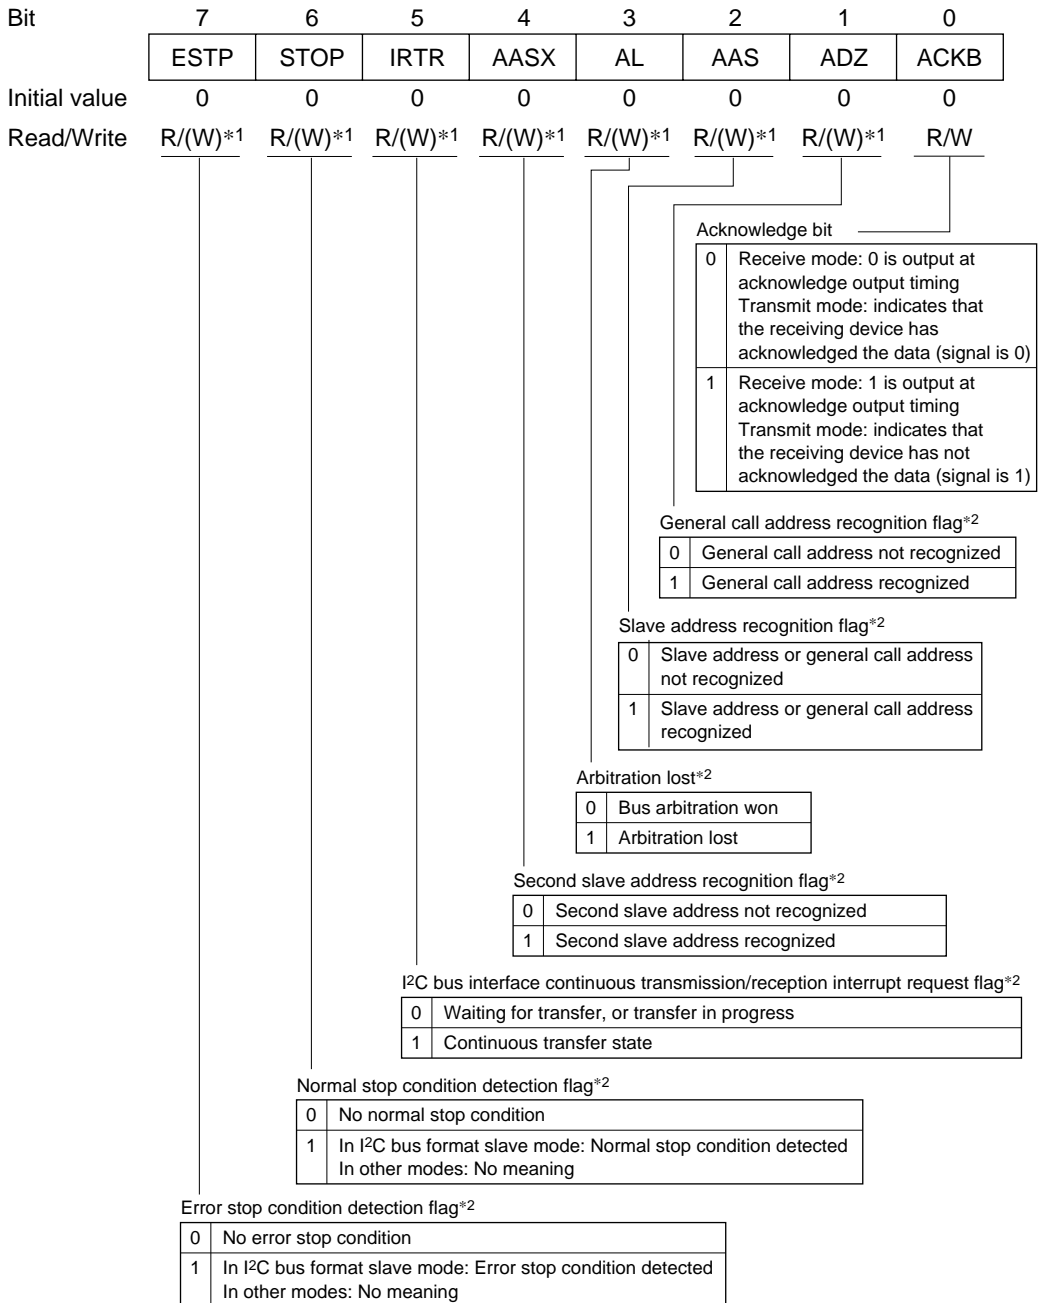 Bit 7 6 5 4 3 2 1 0
ESTP STOP IRTR AASX AL AAS ADZ ACKB
Initial value 0 0 0 0 0 0 0 0
Read/Write R/(W)*1 R/(W)*1 R/(W)*1 R/(W)*1 R/(W)*1 R/(W)*1 R/(W)*1 R/W
Acknowledge bit
0 Receive mode: 0 is output at
acknowledge output timing
Transmit mode: indicates that
the receiving device has
acknowledged the data (signal is 0)
1 Receive mode: 1 is output at
acknowledge output timing
Transmit mode: indicates that
the receiving device has not
acknowledged the data (signal is 1)
General call address recognition flag*2
0 General call address not recognized
1 General call address recognized
Slave address recognition flag*2
0 Slave address or general call address
not recognized
1 Slave address or general call address
recognized
Arbitration lost*2
0 Bus arbitration won
1 Arbitration lost
Second slave address recognition flag*2
0 Second slave address not recognized
1 Second slave address recognized
I2C bus interface continuous transmission/reception interrupt request flag*2
0 Waiting for transfer, or transfer in progress
1 Continuous transfer state
Normal stop condition detection flag*2
0 No normal stop condition
1 In I2C bus format slave mode: Normal stop condition detected
In other modes: No meaning
Error stop condition detection flag*2
0 No error stop condition
1 In I2C bus format slave mode: Error stop condition detected
In other modes: No meaning